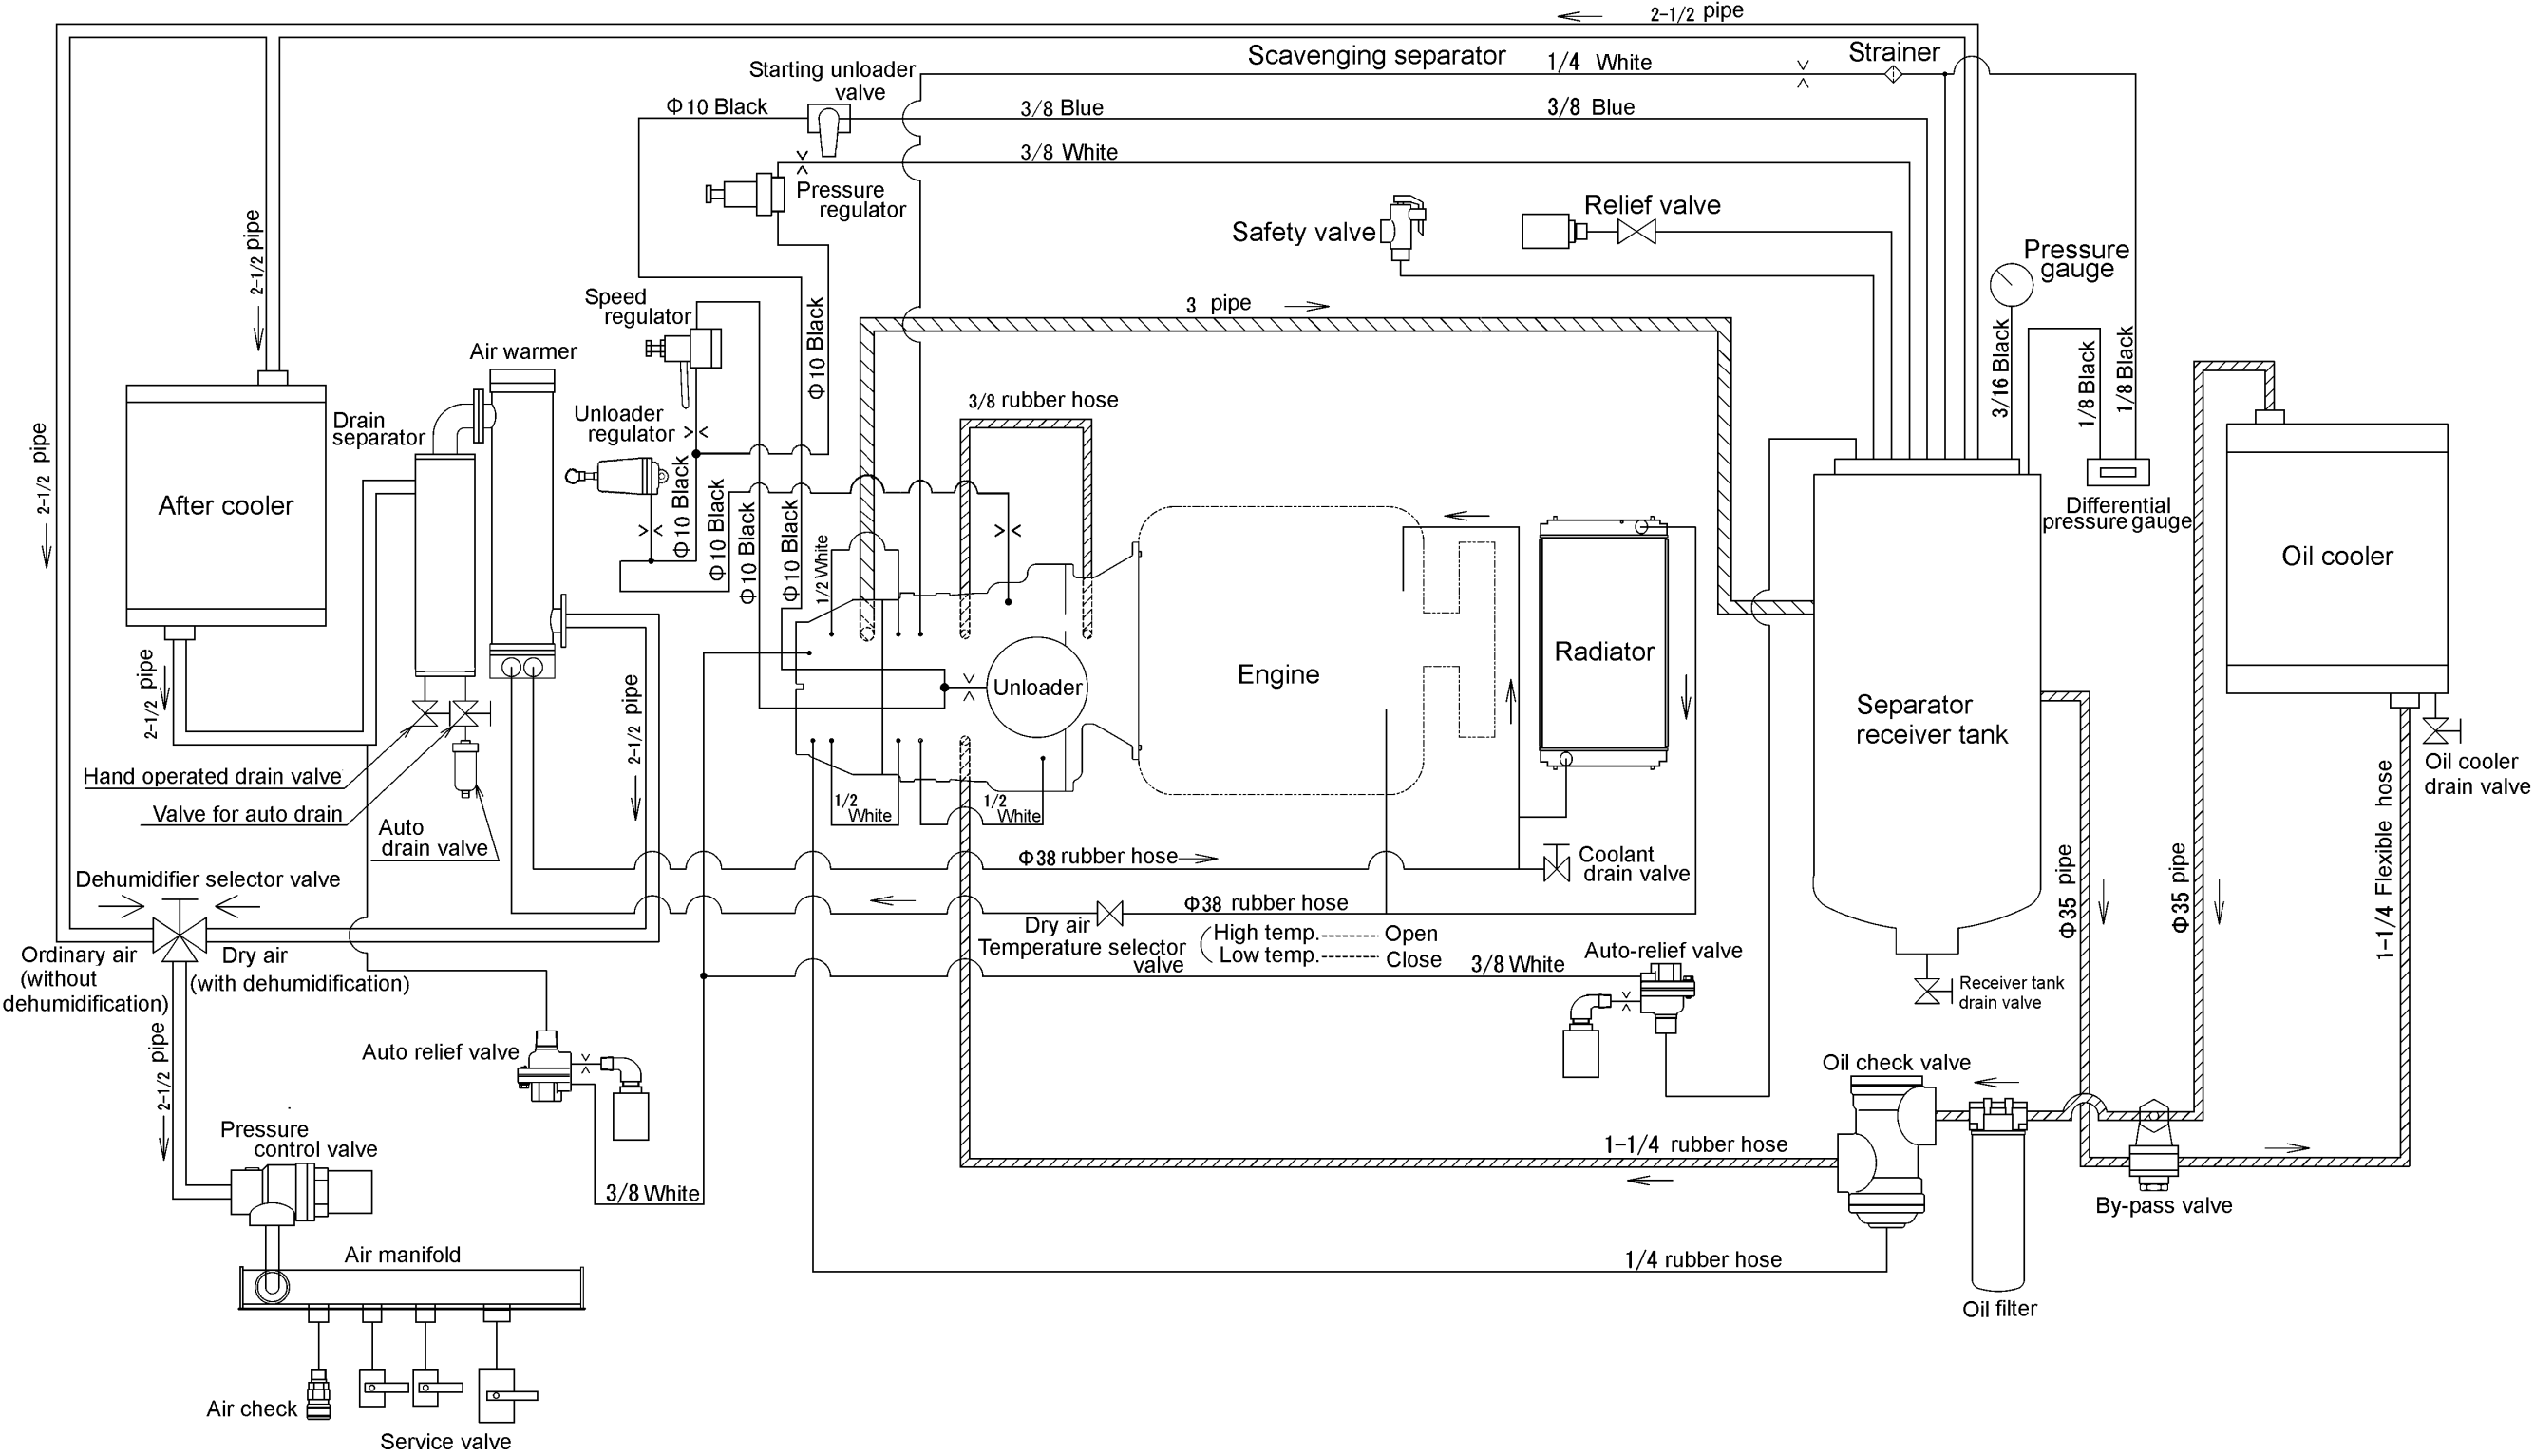 2-1/2 pipe
Scavenging separator
1/4 White
Strainer
Starting unloader
valve
Φ10 Black
3/8 Blue
3/8 Blue
3/8 White
Pressure
regulator
Safety valve
Relief valve
Pressure
gauge
2-1/2 pipe
Speed
regulator
Φ10 Black
3 pipe
3/16 Black
1/8 Black
1/8 Black
Air warmer
Drain
separator
Unloader
regulator
3/8 rubber hose
2-1/2 pipe
After cooler
Φ10 Black
Φ10 Black
Φ10 Black
Φ10 Black
1/2 White
Differential
pressure gauge
Oil cooler
Radiator
Engine
Unloader
Separator
receiver tank
2-1/2 pipe
2-1/2 pipe
Hand operated drain valve
Valve for auto drain
Auto
drain valve
1/2
White
1/2
White
Oil cooler
drain valve
Φ38 rubber hose
Coolant
drain valve
Dehumidifier selector valve
Φ38 rubber hose
Φ35 pipe
Φ35 pipe
1-1/4 Flexible hose
Ordinary air
(without
dehumidification)
Dry air
(with dehumidification)
Dry air
Temperature selector
valve
High temp.------- Open
Low temp.------- Close
3/8 White
Auto-relief valve
Receiver tank
drain valve
2-1/2 pipe
Auto relief valve
Oil check valve
Pressure
control valve
3/8 White
1-1/4 rubber hose
By-pass valve
Air manifold
1/4 rubber hose
Oil filter
Air check
Service valve